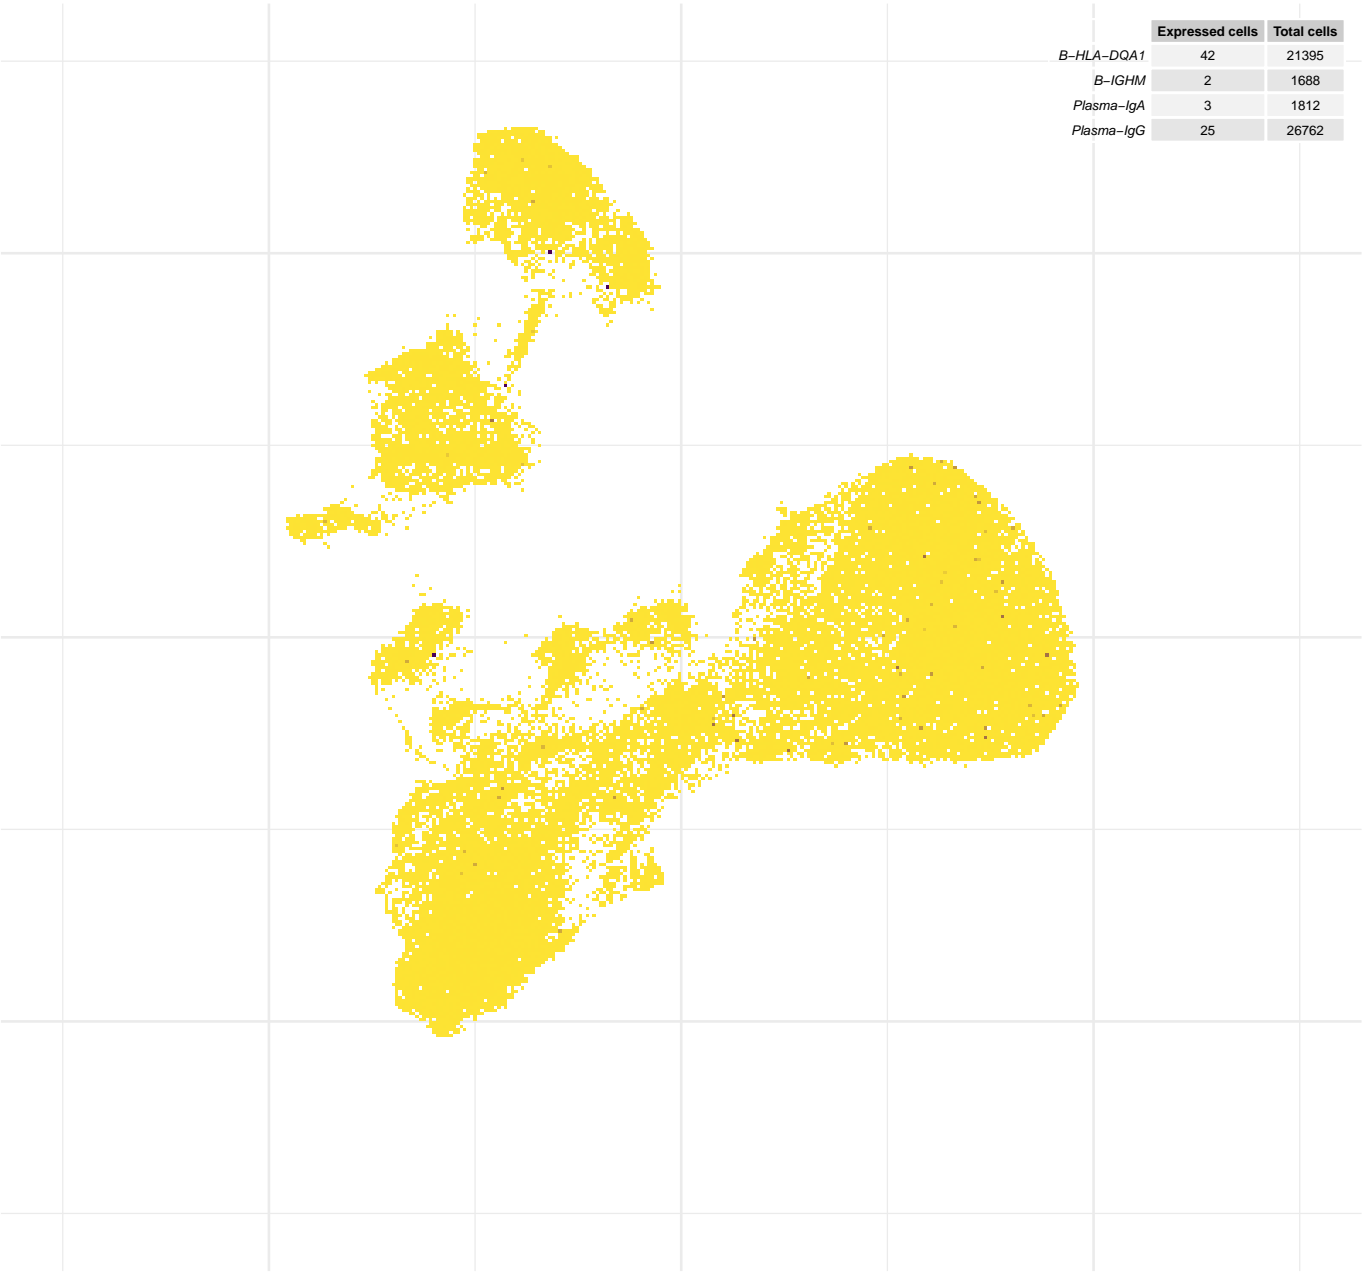 Expressed cells Total cells
B−HLA−DQA1 42 21395
B−IGHM 2 1688
Plasma−IgA 3 1812
Plasma−IgG 25 26762